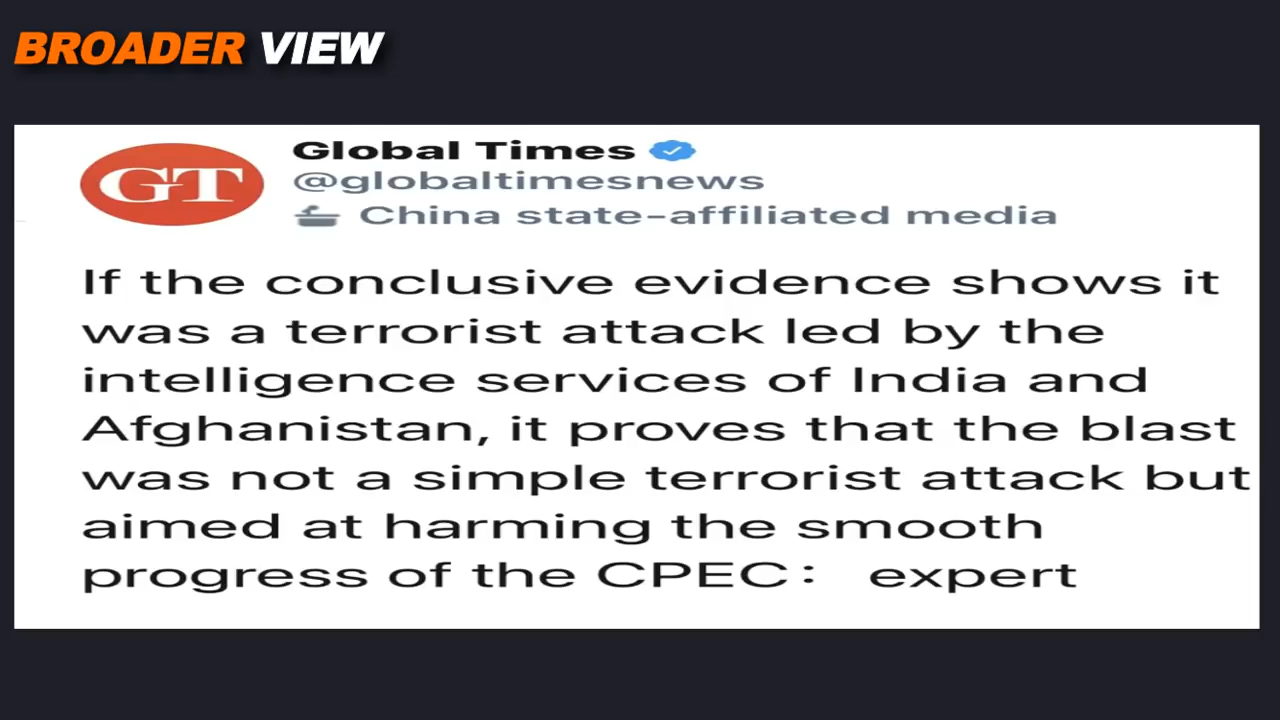 BROADER VIEW
GT
Global Times
@globaltimesnews
China state-affiliated media
If the conclusive evidence shows it
was a terrorist attack led by the
intelligence services of India and
Afghanistan, it proves that the blast
was not a simple terrorist attack but
aimed at harming the smooth
progress of the CPEC： expert